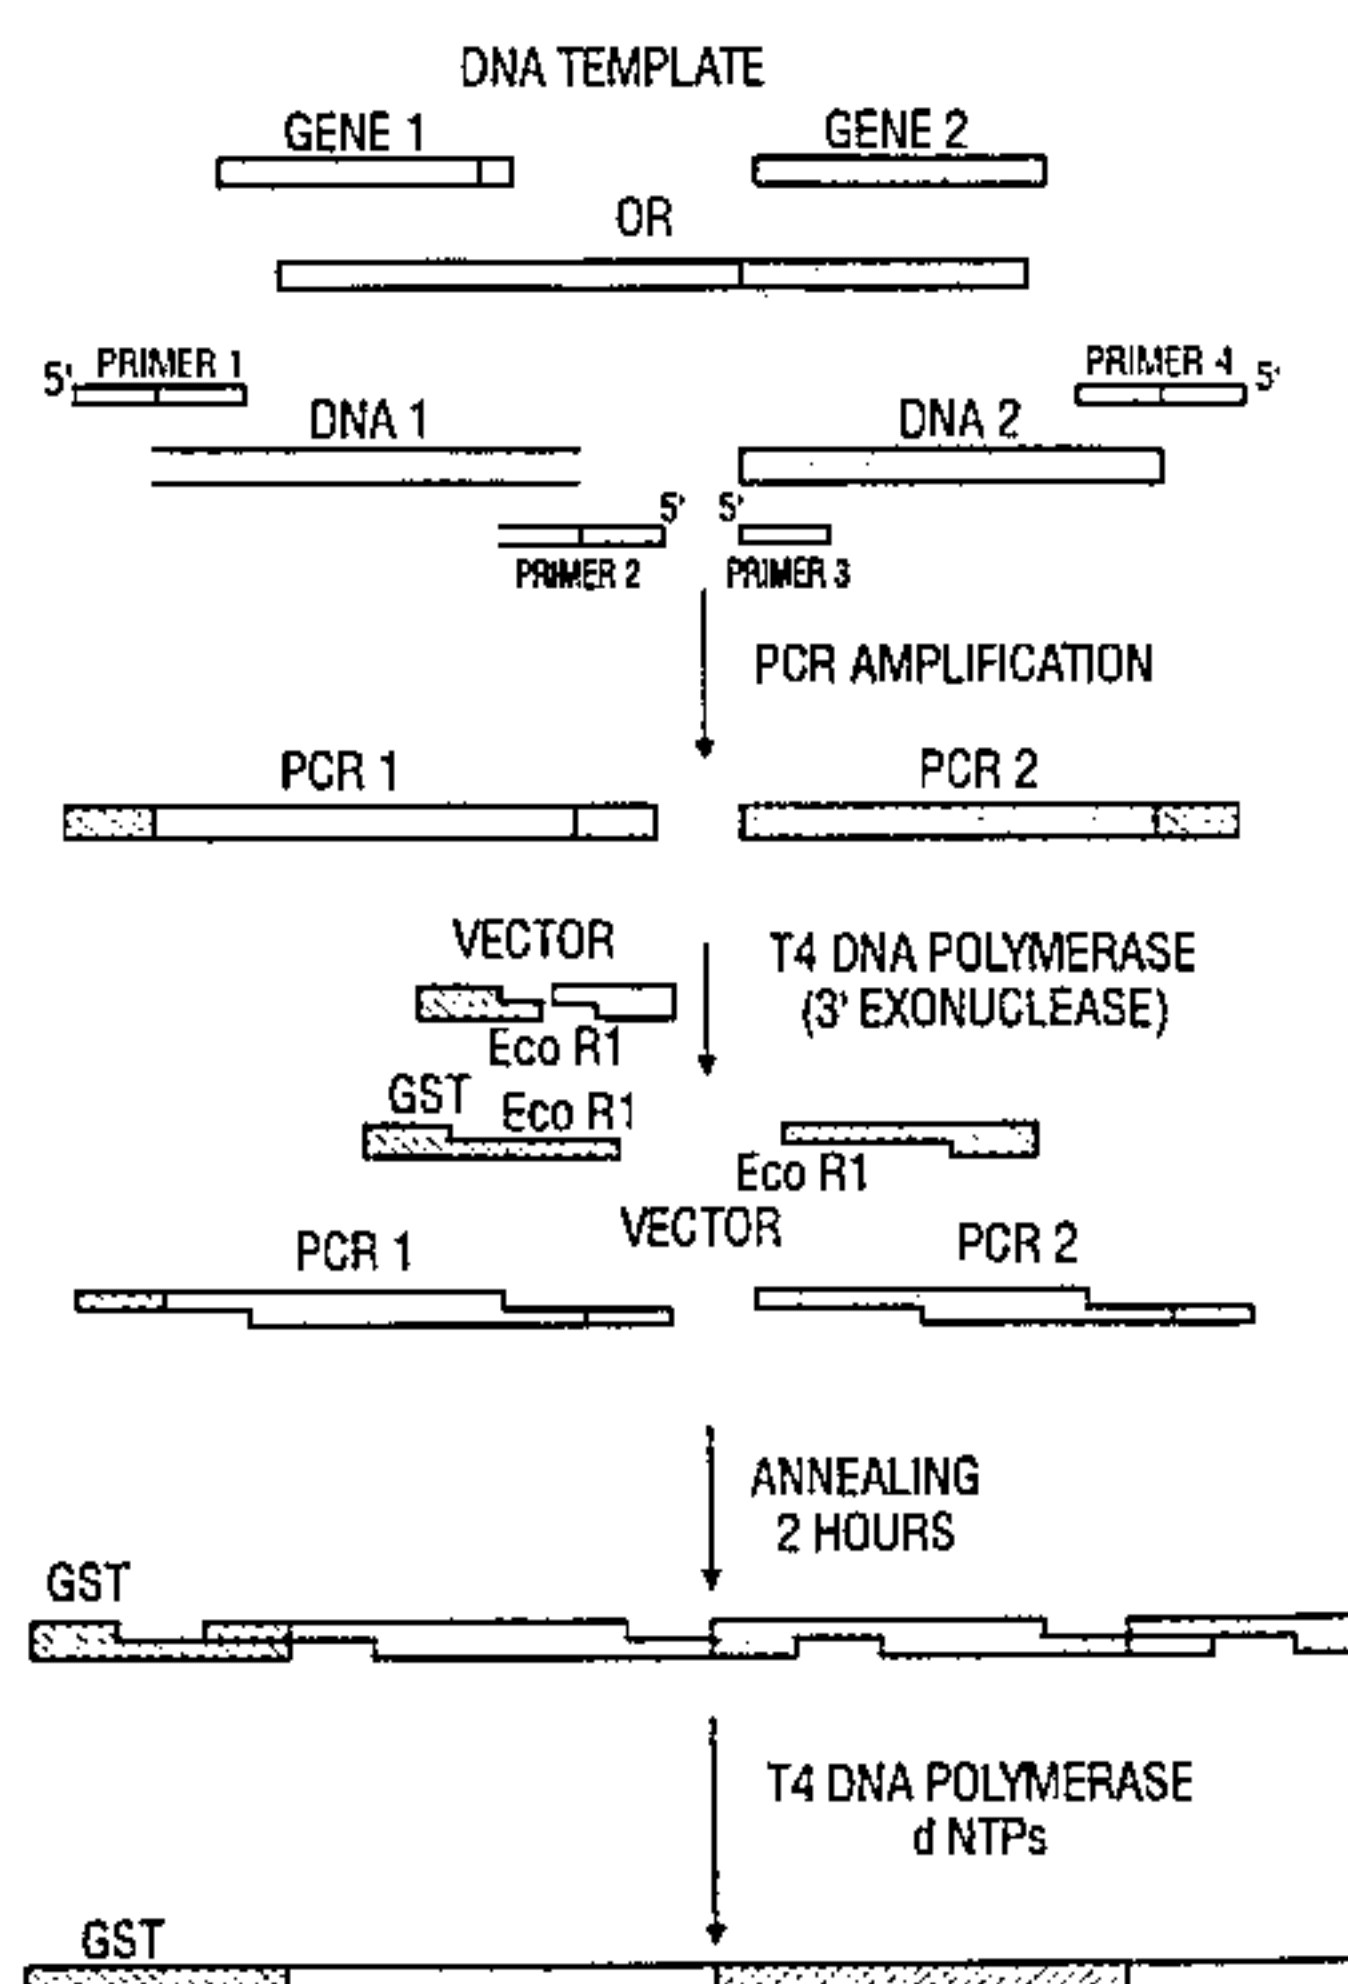 DNA TEMPLATE
GENE 1 GENE 2
OR
5' PRIMER 1 PRIMER 4 5'
DNA 1 DNA 2
5' 5'
PRIMER 2 PRIMER 3
PCR AMPLIFICATION
PCR 1 PCR 2
VECTOR T4 DNA POLYMERASE
(3' EXONUCLEASE)
Eco R1
GST Eco R1
Eco R1
VECTOR
PCR 1 PCR 2
ANNEALING
2 HOURS
GST
T4 DNA POLYMERASE
d NTPs
GST